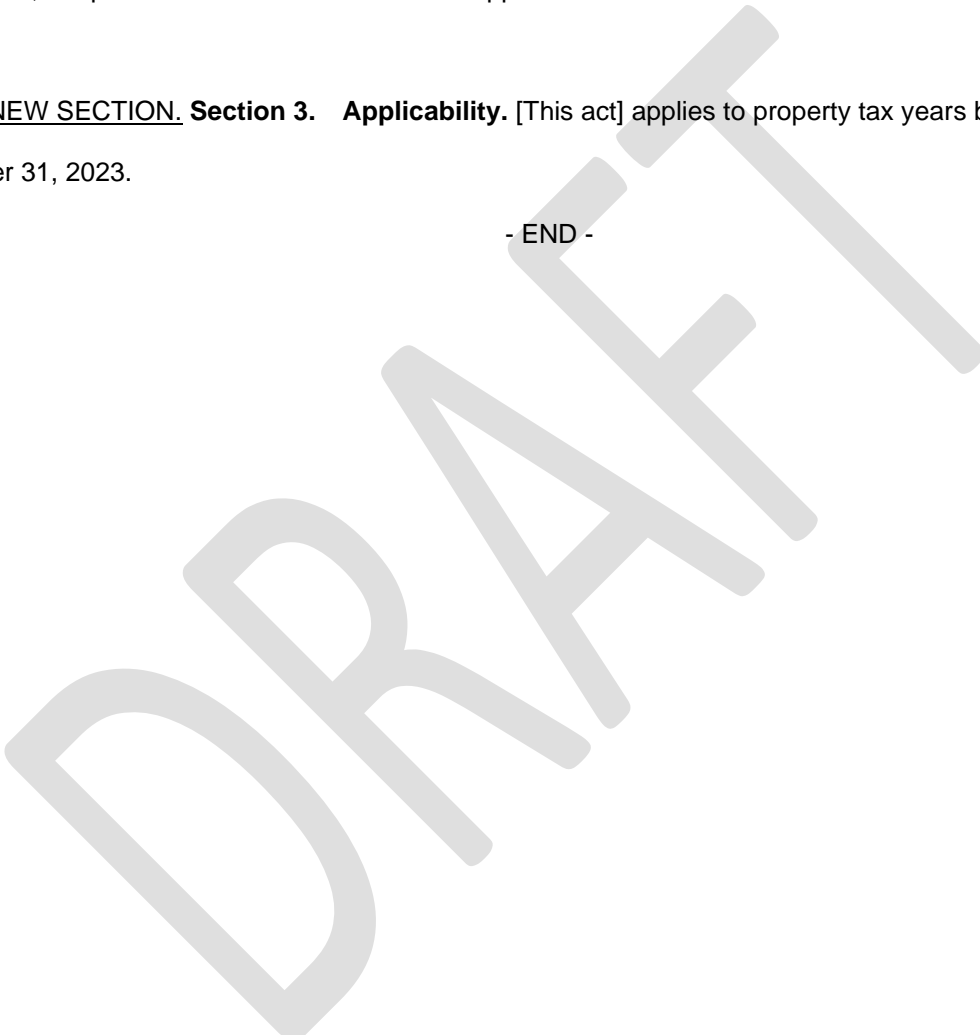 NEW SECTION. Section 3. Applicability. [This act] applies to property tax years
er 31, 2023.
- END -
DRAFT